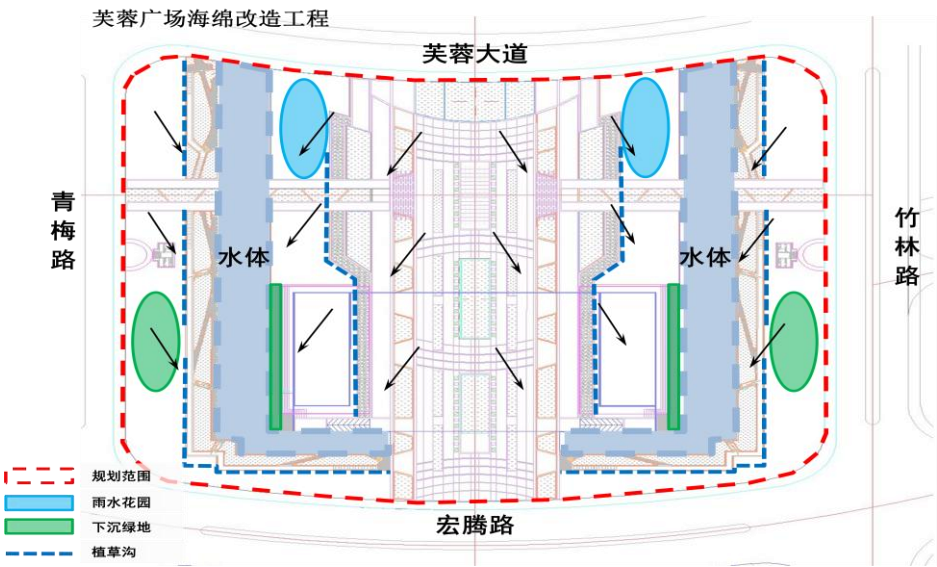 芙蓉广场海绵改造工程
芙蓉大道
青梅路
水体
水体
竹林路
规划范围
雨水花园
下沉绿地
植草沟
宏腾路